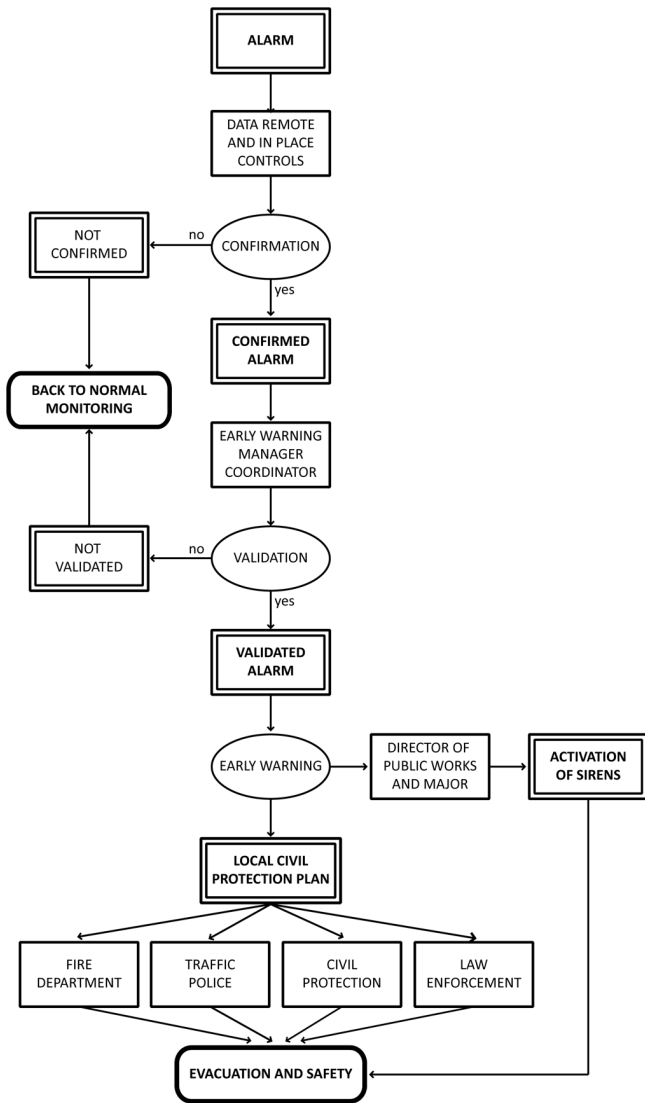 ALARM
DATA REMOTE
AND IN PLACE
CONTROLS
NOT
CONFIRMED
no
CONFIRMATION
yes
CONFIRMED
ALARM
BACK TO NORMAL
MONITORING
EARLY WARNING
MANAGER
COORDINATOR
NOT
VALIDATED
no
VALIDATION
yes
VALIDATED
ALARM
EARLY WARNING
DIRECTOR OF
PUBLIC WORKS
AND MAJOR
ACTIVATION
OF SIRENS
LOCAL CIVIL
PROTECTION PLAN
FIRE
DEPARTMENT
TRAFFIC
POLICE
CIVIL
PROTECTION
LAW
ENFORCEMENT
EVACUATION AND SAFETY